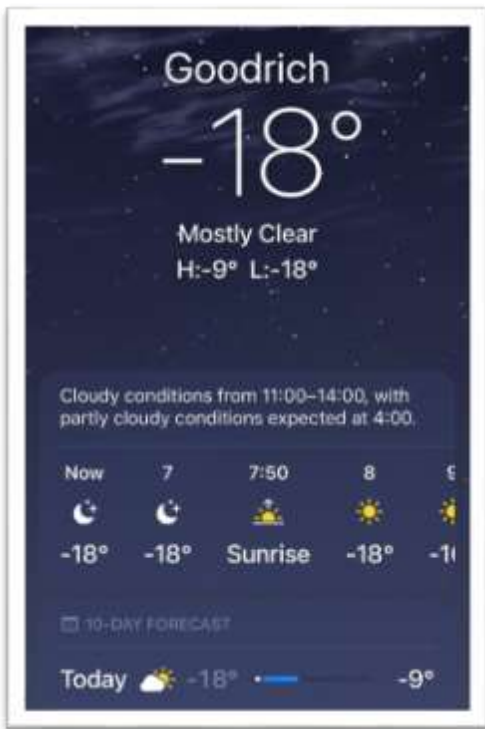 Goodrich
-18°
Mostly Clear
H:-9° L:-18°
Cloudy conditions from 11:00–14:00, with
partly cloudy conditions expected at 4:00.
Now 7 7:50 8
-18° -18° Sunrise -18°
10-DAY FORECAST
Today -18° -9°